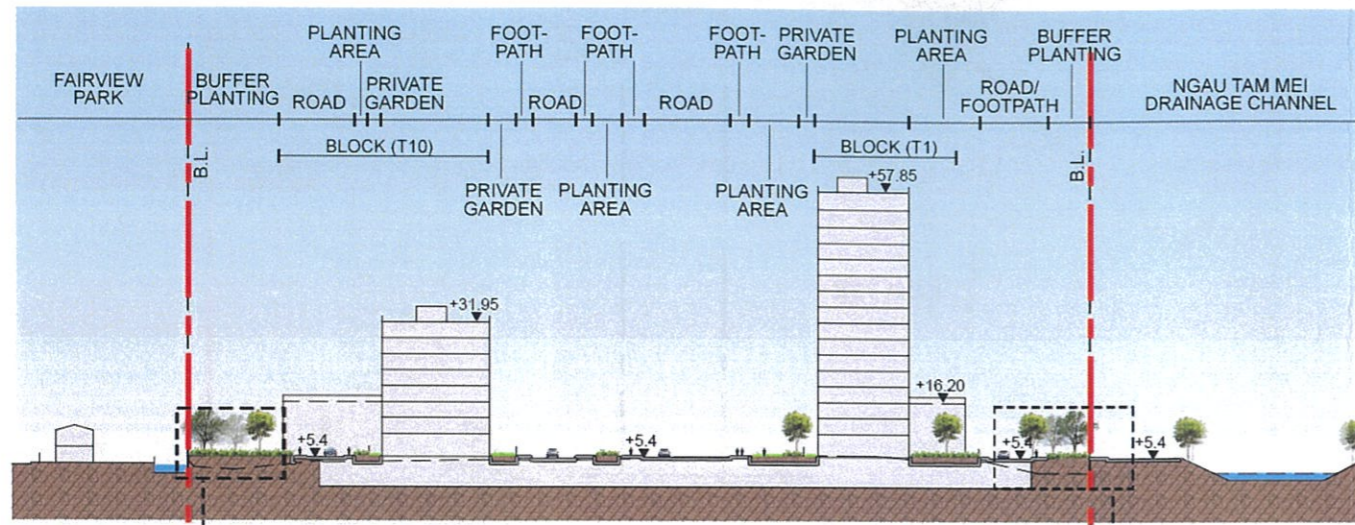 FAIRVIEW
PARK
BUFFER
PLANTING
ROAD
PLANTING
AREA
PRIVATE
GARDEN
FOOT-
PATH
ROAD
FOOT-
PATH
ROAD
FOOT-
PATH
PRIVATE
GARDEN
PLANTING
AREA
ROAD/
FOOTPATH
BUFFER
PLANTING
NGAU TAM MEI
DRAINAGE CHANNEL
B.L.
BLOCK (T10)
PRIVATE
GARDEN
PLANTING
AREA
PLANTING
AREA
BLOCK (T1)
B.L.
+57.85
+31.95
+16.20
+5.4
+5.4
+5.4
+5.4